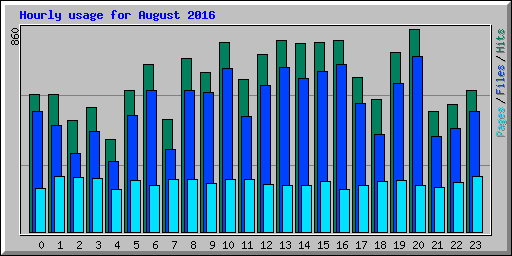 Hourly usage for August 2016
860
Pages/Files/Hits
0 1 2 3 4 5 6 7 8 9 10 11 12 13 14 15 16 17 18 19 20 21 22 23